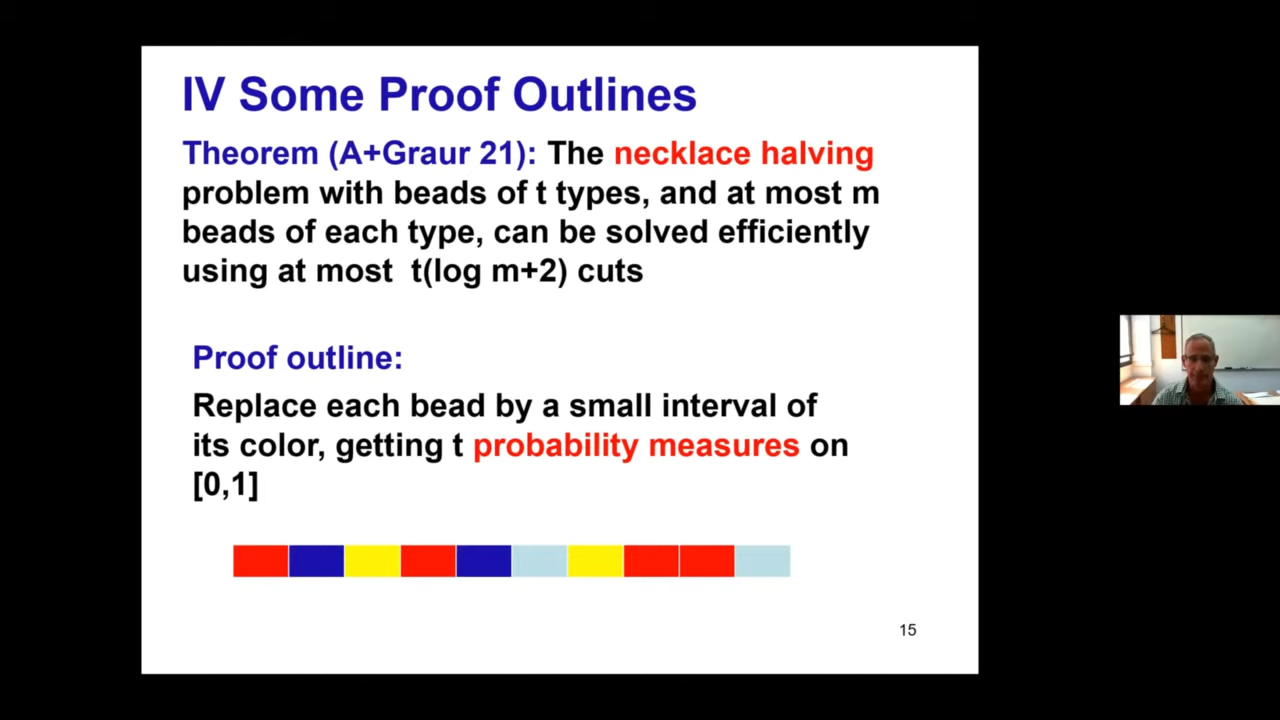 IV Some Proof Outlines
Theorem (A+Graur 21): The necklace halving
problem with beads of t types, and at most m
beads of each type, can be solved efficiently
using at most t(log m+2) cuts
Proof outline:
Replace each bead by a small interval of
its color, getting t probability measures on
[0,1]
15